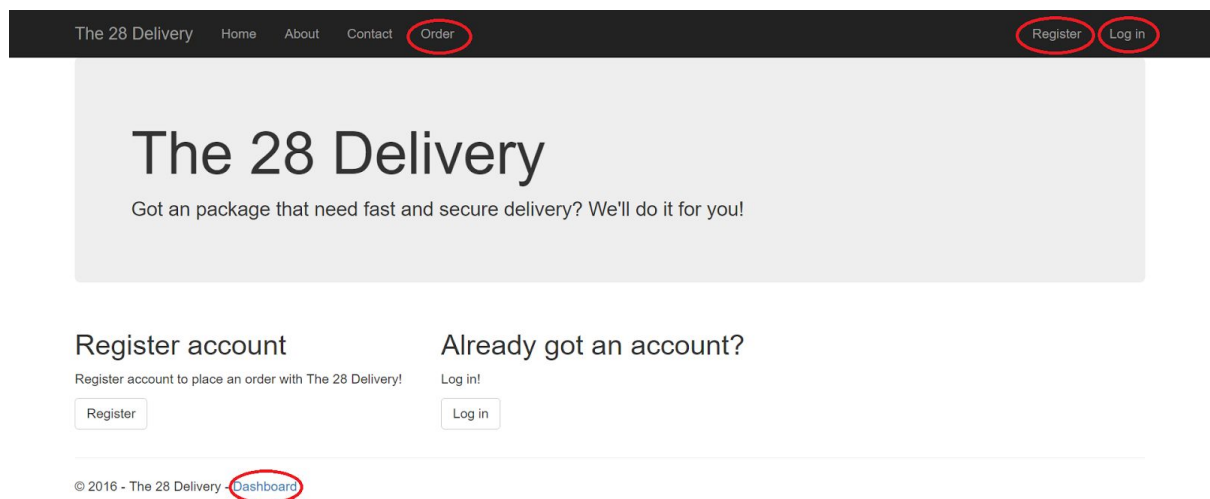 The 28 Delivery Home About Contact Order Register Log in
The 28 Delivery
Got an package that need fast and secure delivery? We'll do it for you!
Register account
Register account to place an order with The 28 Delivery!
Register
Already got an account?
Log in!
Log in
© 2016 - The 28 Delivery - Dashboard